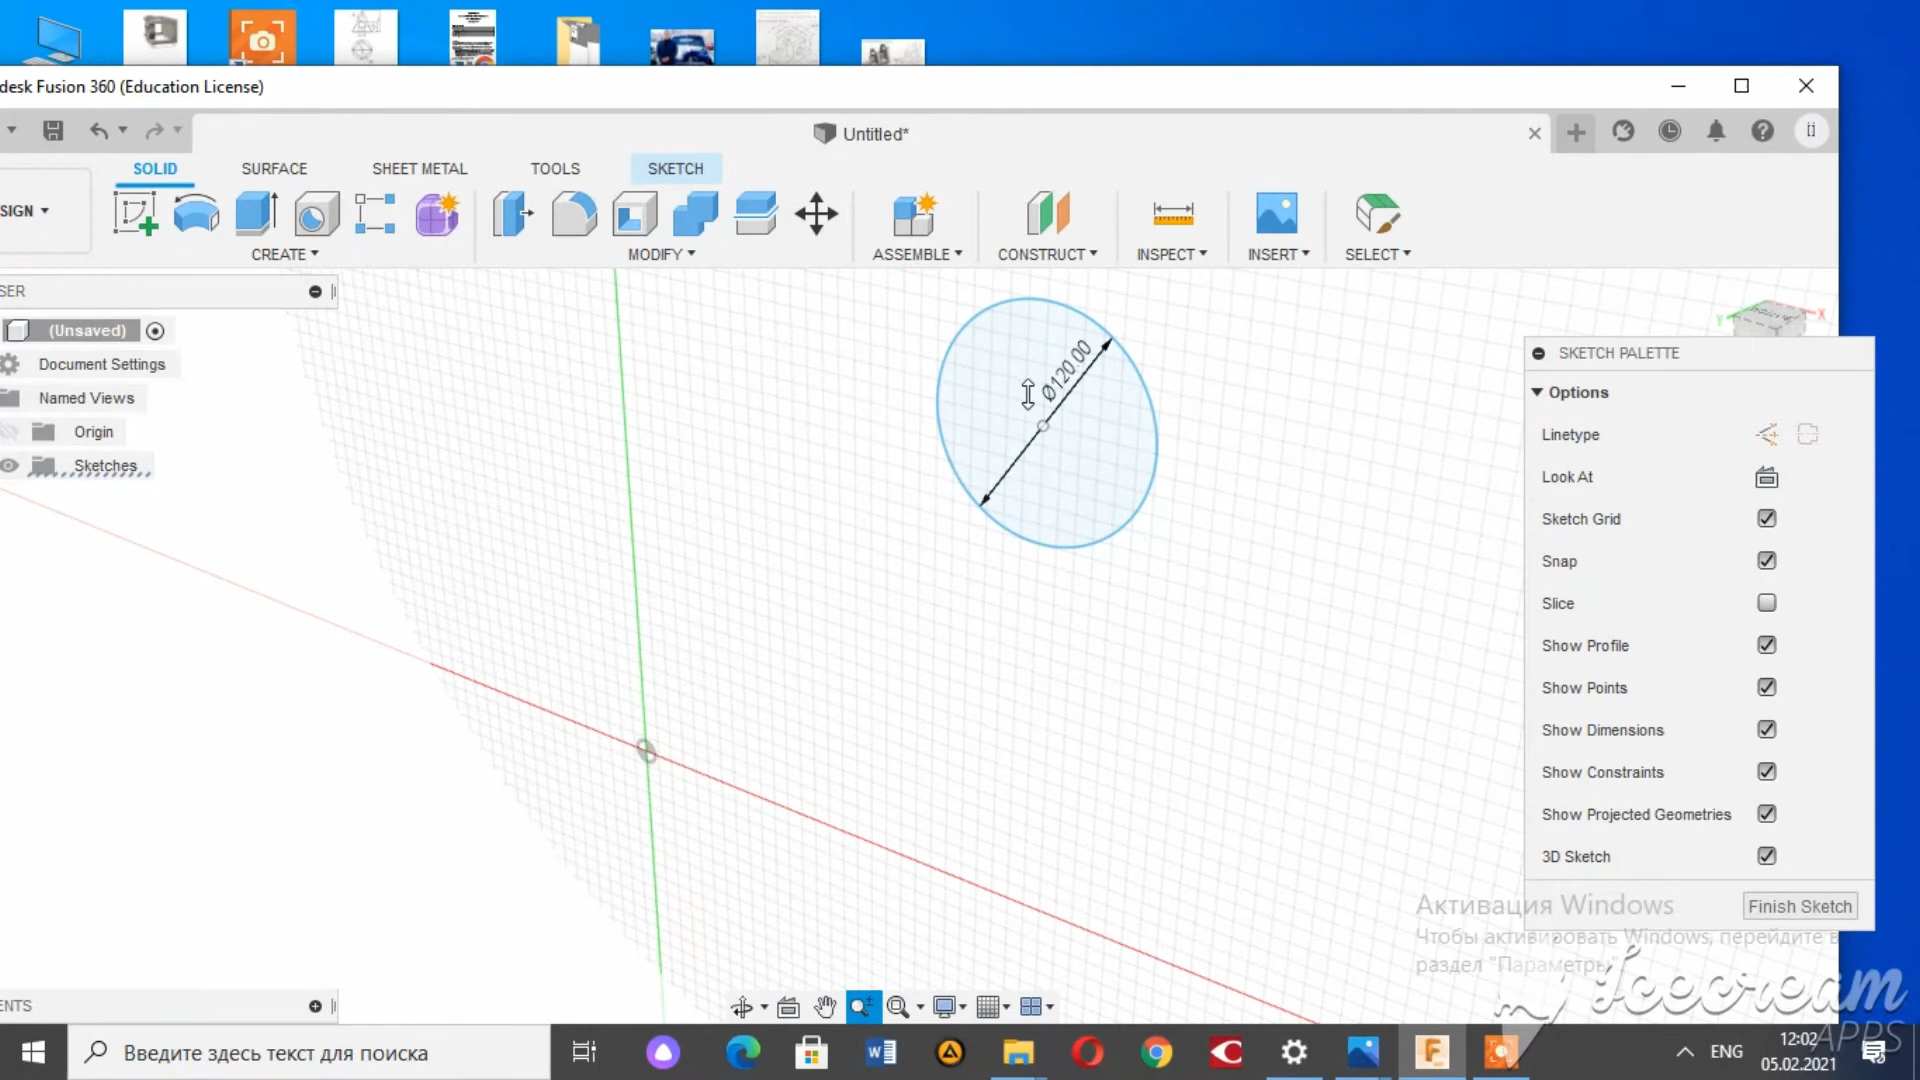 desk Fusion 360 (Education License)
Untitled*
SOLID
SURFACE
SHEET METAL
TOOLS
SKETCH
SIGN
CREATE
MODIFY
ASSEMBLE
CONSTRUCT
INSPECT
INSERT
SELECT
SER
(Unsaved)
Document Settings
Named Views
Origin
Sketches
Ø120.00
Y
X
SKETCH PALETTE
Options
Linetype
Look At
Sketch Grid
Snap
Slice
Show Profile
Show Points
Show Dimensions
Show Constraints
Show Projected Geometries
3D Sketch
Finish Sketch
Активация Windows
Чтобы активировать Windows, перейдите в
раздел "Параметры
Icecream
APPS
ENTS
Введите здесь текст для поиска
ENG
12:02
05.02.2021